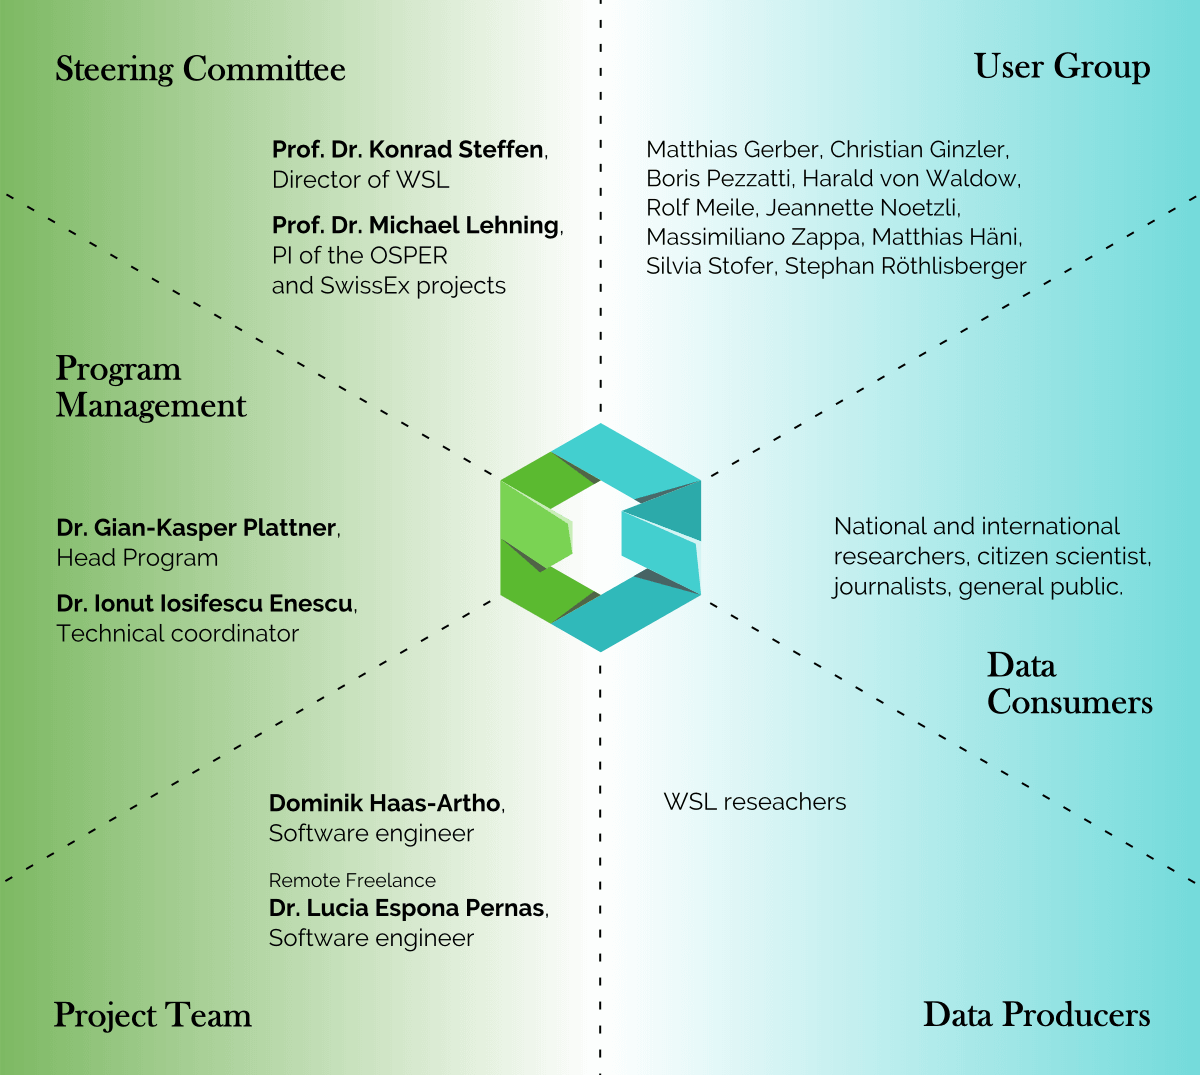 Steering Committee
Prof. Dr. Konrad Steffen,
Director of WSL
Prof. Dr. Michael Lehning,
PI of the OSPER
and SwissEx projects
User Group
Matthias Gerber, Christian Ginzler,
Boris Pezzatti, Harald von Waldow,
Rolf Meile, Jeannette Noetzli,
Massimiliano Zappa, Matthias Häni,
Silvia Stofer, Stephan Röthlisberger
Program
Management
Dr. Gian-Kasper Plattner,
Head Program
Dr. Ionut Iosifescu Enescu,
Technical coordinator
National and international
researchers, citizen scientist,
journalists, general public.
Data
Consumers
Dominik Haas-Artho,
Software engineer
Remote Freelance
Dr. Lucia Espona Pernas,
Software engineer
Project Team
WSL reseachers
Data Producers